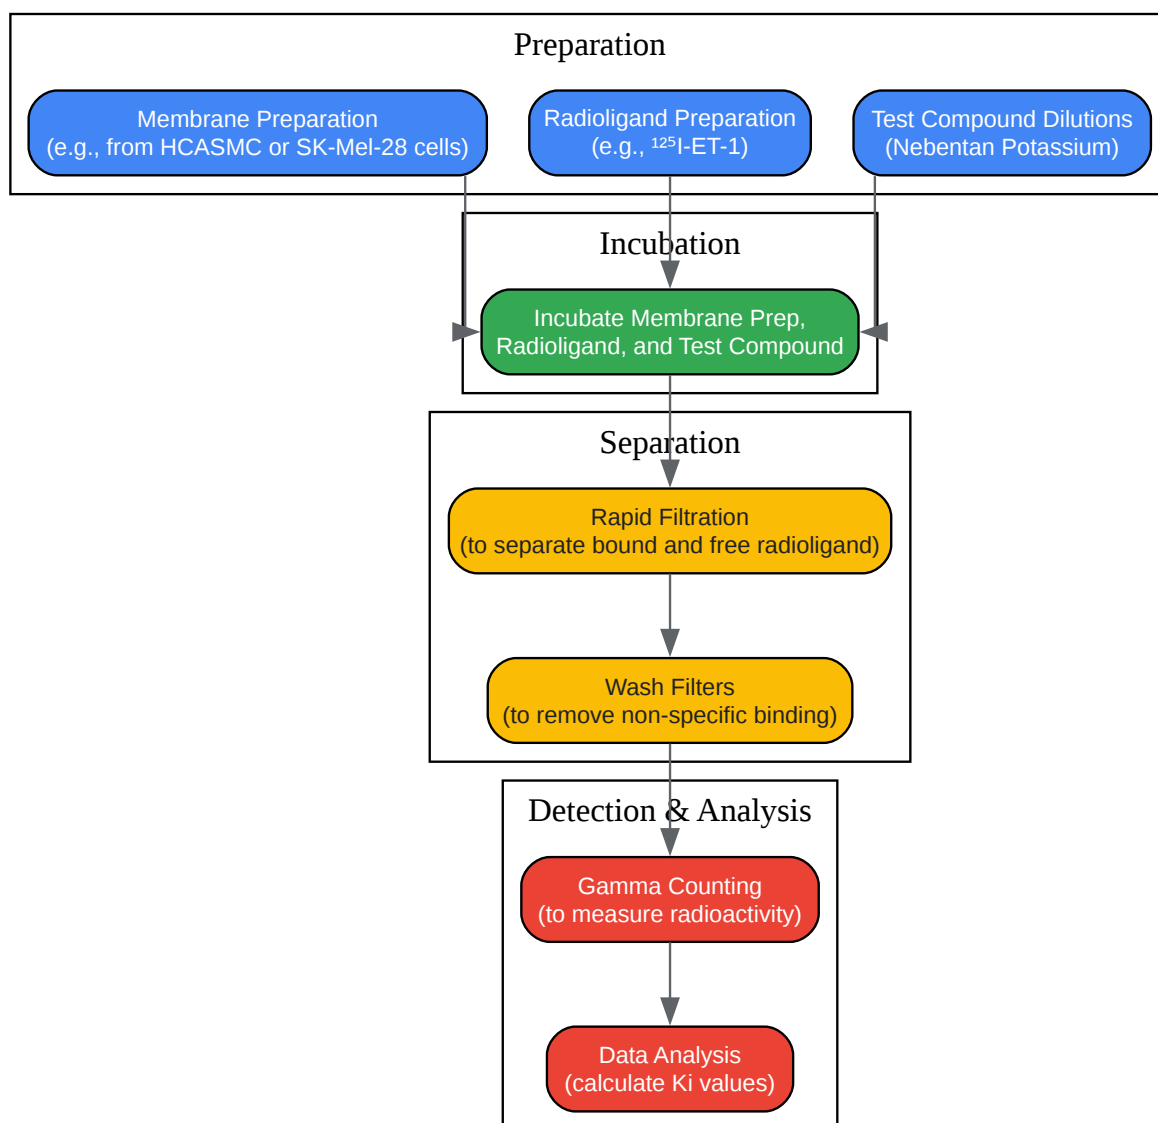 Preparation
Membrane Preparation
(e.g., from HCASMC or SK-Mel-28 cells)
Radioligand Preparation
(e.g., ¹²⁵I-ET-1)
Test Compound Dilutions
(Nebentan Potassium)
Incubation
Incubate Membrane Prep,
Radioligand, and Test Compound
Separation
Rapid Filtration
(to separate bound and free radioligand)
Wash Filters
(to remove non-specific binding)
Detection & Analysis
Gamma Counting
(to measure radioactivity)
Data Analysis
(calculate Ki values)